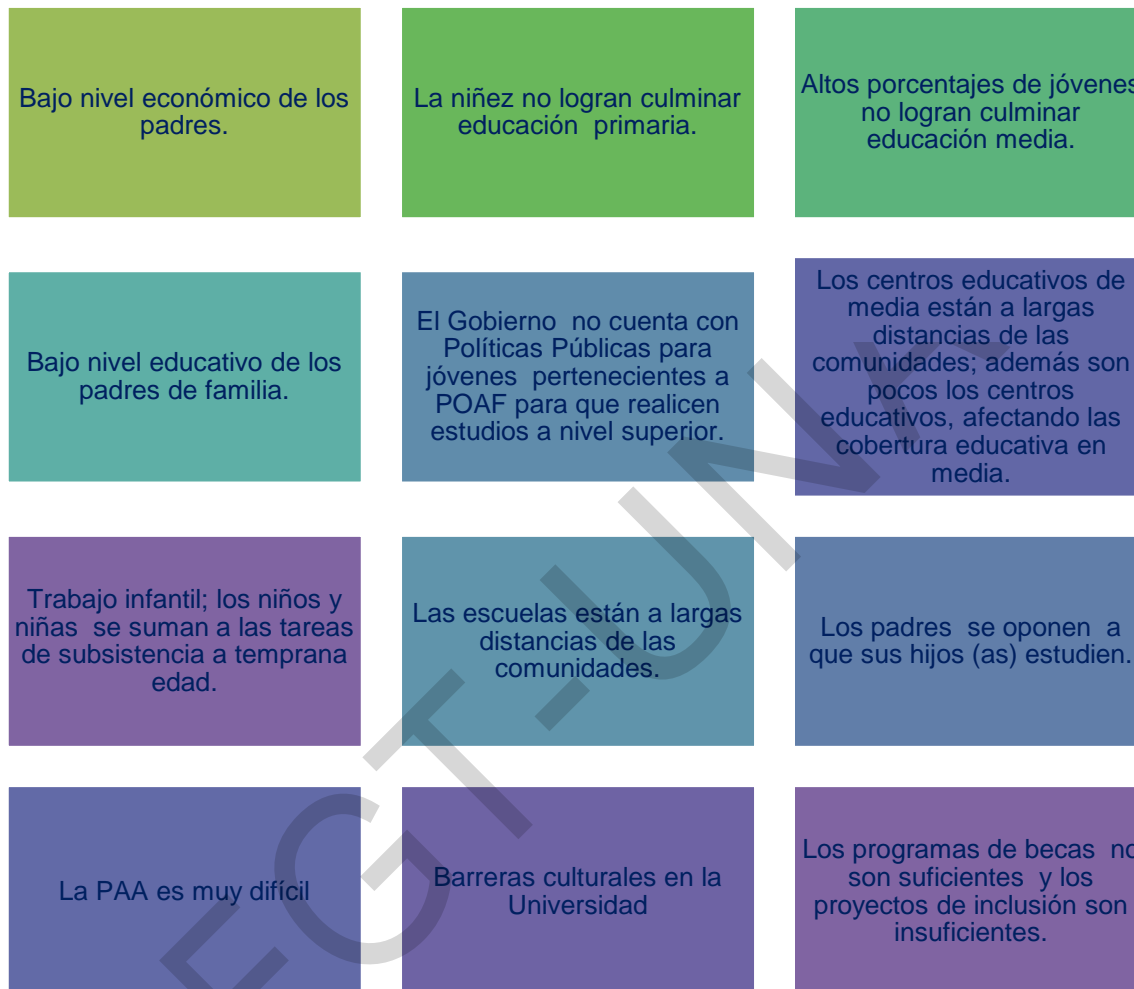 Bajo nivel económico de los
padres.
La niñez no logran culminar
educación primaria.
Altos porcentajes de jóvenes
no logran culminar
educación media.
Bajo nivel educativo de los
padres de familia.
El Gobierno no cuenta con
Políticas Públicas para
jóvenes pertenecientes a
POAF para que realicen
estudios a nivel superior.
Los centros educativos de
media están a largas
distancias de las
comunidades; además son
pocos los centros
educativos, afectando las
cobertura educativa en
media.
Trabajo infantil; los niños y
niñas se suman a las tareas
de subsistencia a temprana
edad.
Las escuelas están a largas
distancias de las
comunidades.
Los padres se oponen a
que sus hijos (as) estudien.
La PAA es muy difícil
Barreras culturales en la
Universidad
Los programas de becas no
son suficientes y los
proyectos de inclusión son
insuficientes.